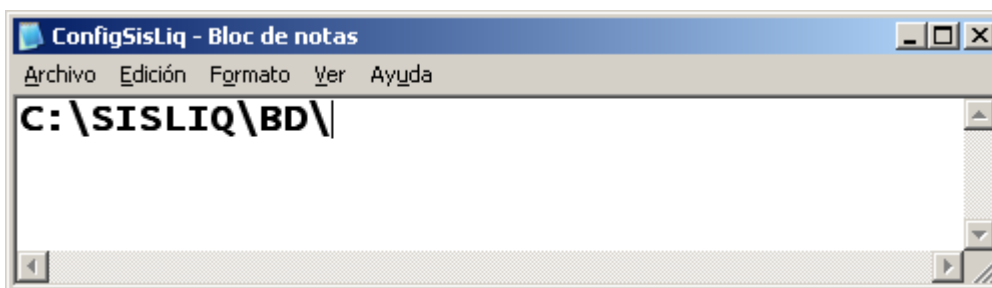 ConfigSisLiq - Bloc de notas
Archivo Edición Formato Ver Ayuda
C:\SISLIQ\BD\